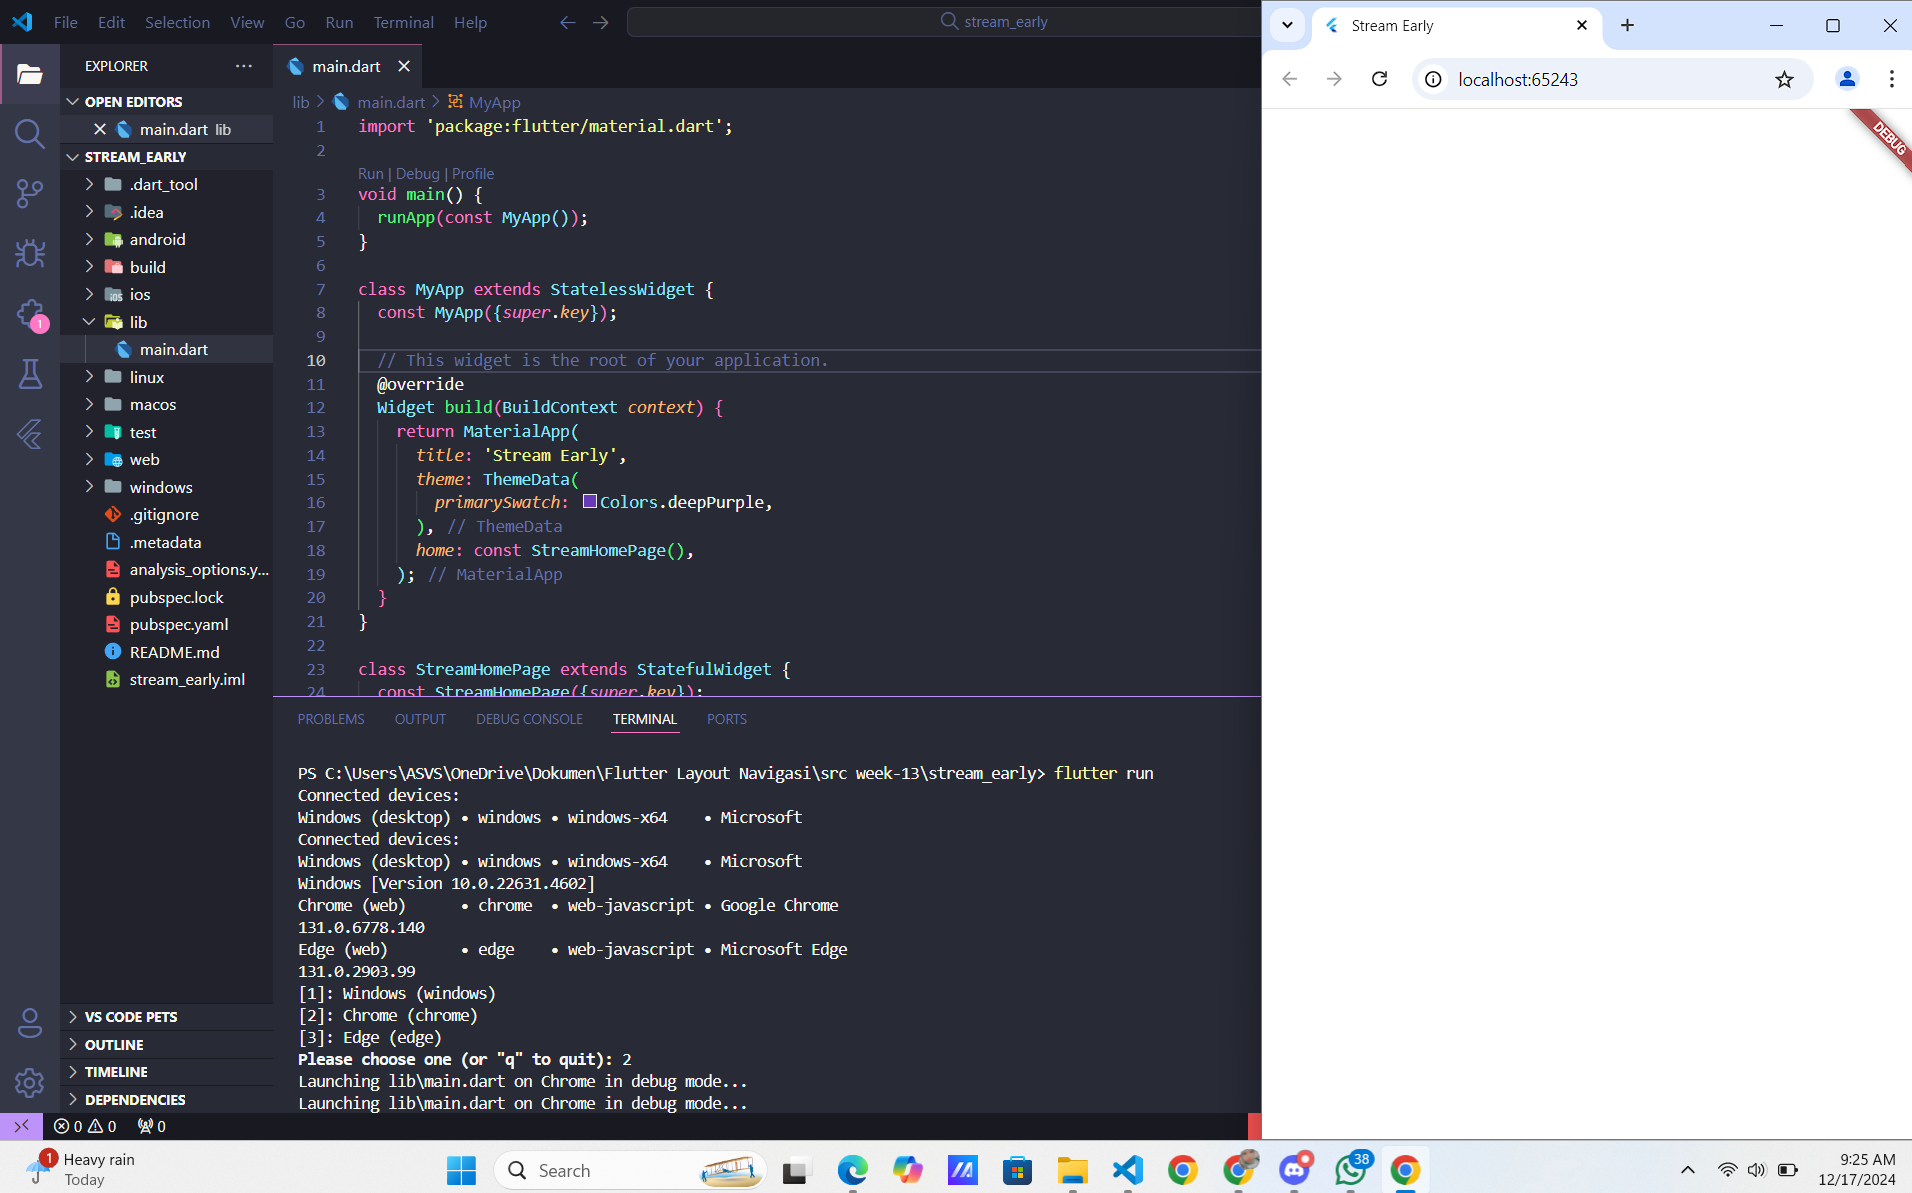 File Edit Selection View Go Run Terminal Help
stream_early
EXPLORER
OPEN EDITORS
main.dart lib
STREAM_EARLY
.dart_tool
.idea
android
build
ios
lib
main.dart
linux
macos
test
web
windows
.gitignore
.metadata
analysis_options.y...
pubspec.lock
pubspec.yaml
README.md
stream_early.iml
VS CODE PETS
OUTLINE
TIMELINE
DEPENDENCIES
1
main.dart
lib > main.dart > MyApp
1 import 'package:flutter/material.dart';
2
Run | Debug | Profile
3 void main() {
4 runApp(const MyApp());
5 }
6
7 class MyApp extends StatelessWidget {
8 const MyApp({super.key});
9
10 // This widget is the root of your application.
11 @override
12 Widget build(BuildContext context) {
13 return MaterialApp(
14 title: 'Stream Early',
15 theme: ThemeData(
16 primarySwatch: Colors.deepPurple,
17 ), // ThemeData
18 home: const StreamHomePage(),
19 ); // MaterialApp
20 }
21 }
22
23 class StreamHomePage extends StatefulWidget {
24 const StreamHomePage({super.key});
PROBLEMS OUTPUT DEBUG CONSOLE TERMINAL PORTS
PS C:\Users\ASVS\OneDrive\Dokumen\Flutter Layout Navigasi\src week-13\stream_early> flutter run
Connected devices:
Windows (desktop) • windows • windows-x64 • Microsoft
Connected devices:
Windows (desktop) • windows • windows-x64 • Microsoft
Windows [Version 10.0.22631.4602]
Chrome (web) • chrome • web-javascript • Google Chrome
131.0.6778.140
Edge (web) • edge • web-javascript • Microsoft Edge
131.0.2903.99
[1]: Windows (windows)
[2]: Chrome (chrome)
[3]: Edge (edge)
Please choose one (or "q" to quit): 2
Launching lib\main.dart on Chrome in debug mode...
Launching lib\main.dart on Chrome in debug mode...
0 0 0
Stream Early
localhost:65243
DEBUG
1
Heavy rain
Today
Search
38
9:25 AM
12/17/2024